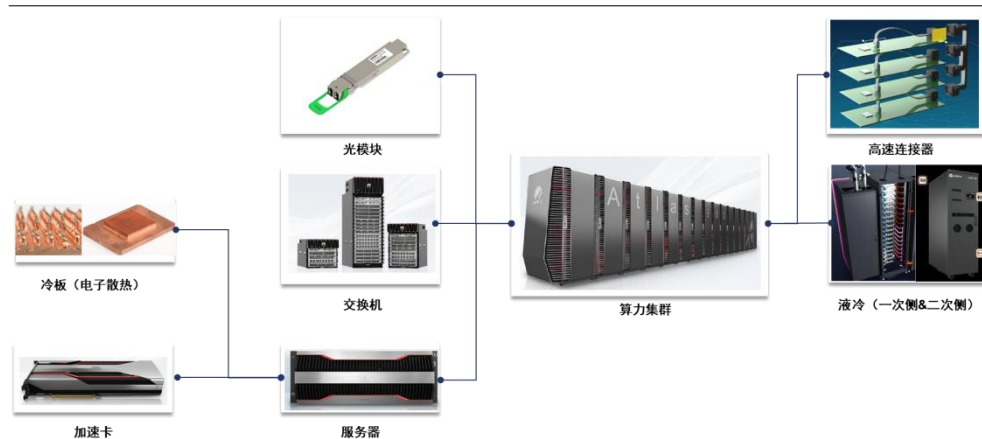 光模块
高速连接器
Atlas
冷板（电子散热）
交换机
算力集群
液冷（一次侧&二次侧）
加速卡
服务器